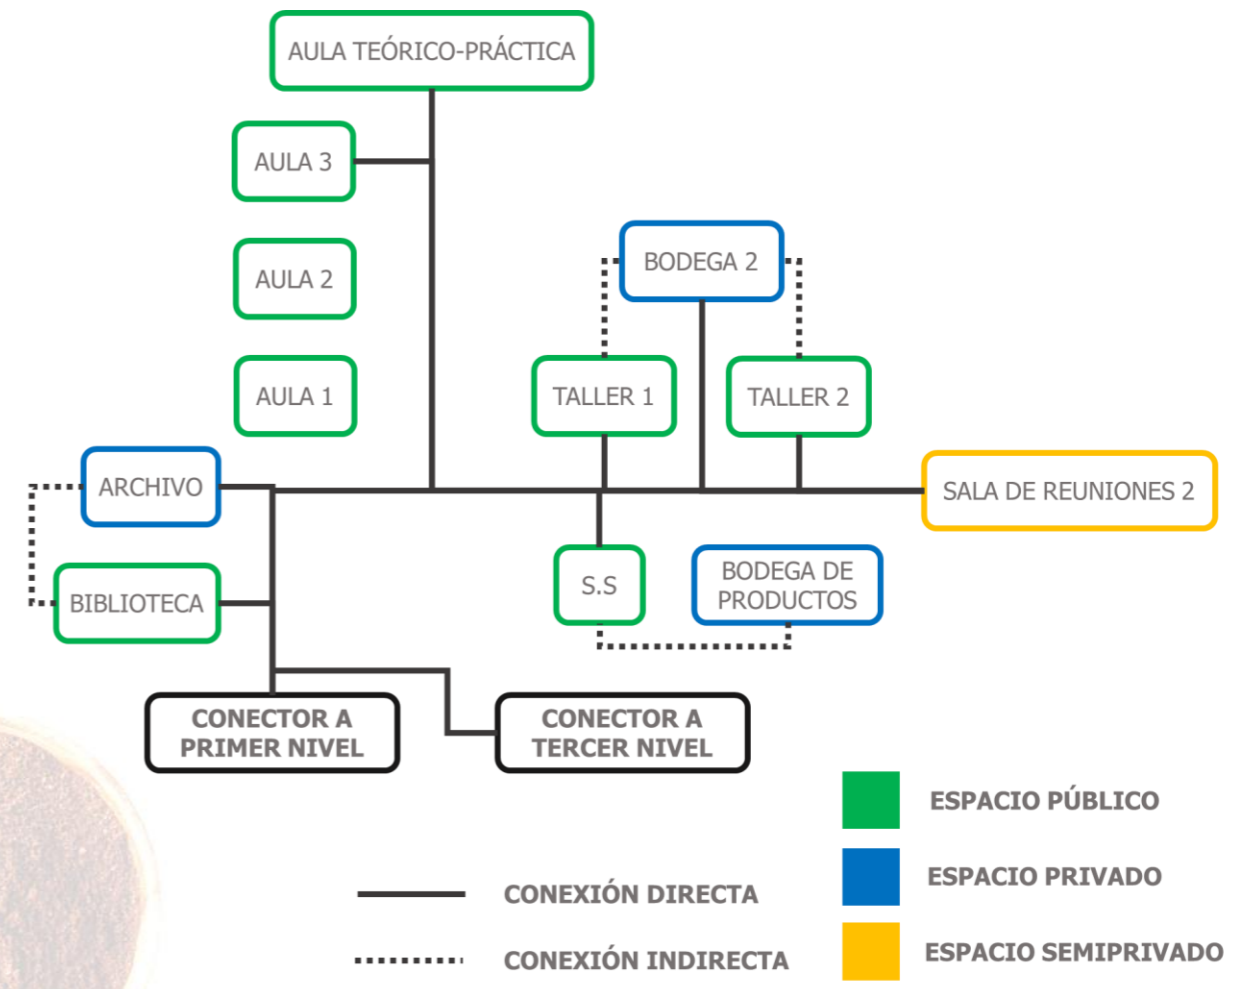 AULA TEÓRICO-PRÁCTICA
AULA 3
AULA 2
BODEGA 2
AULA 1
TALLER 1
TALLER 2
ARCHIVO
SALA DE REUNIONES 2
BIBLIOTECA
S.S
BODEGA DE
PRODUCTOS
CONECTOR A
PRIMER NIVEL
CONECTOR A
TERCER NIVEL
ESPACIO PÚBLICO
ESPACIO PRIVADO
ESPACIO SEMIPRIVADO
CONEXIÓN DIRECTA
CONEXIÓN INDIRECTA